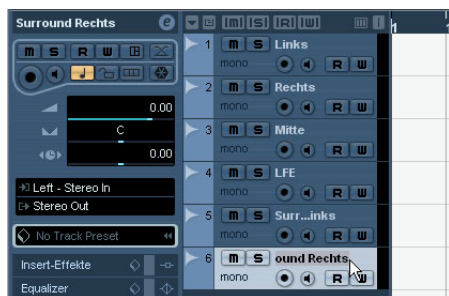 Surround Rechts e
m S R W
0.00
C
0.00
Left - Stereo In
Stereo Out
No Track Preset
Insert-Effekte
Equalizer
[m] [S] [R] [W]
1
1 m S Links
mono R W
2 m S Rechts
mono R W
3 m S Mitte
mono R W
4 m S LFE
mono R W
5 m S Surr...inks
mono R W
6 m S ound Rechts
mono R W